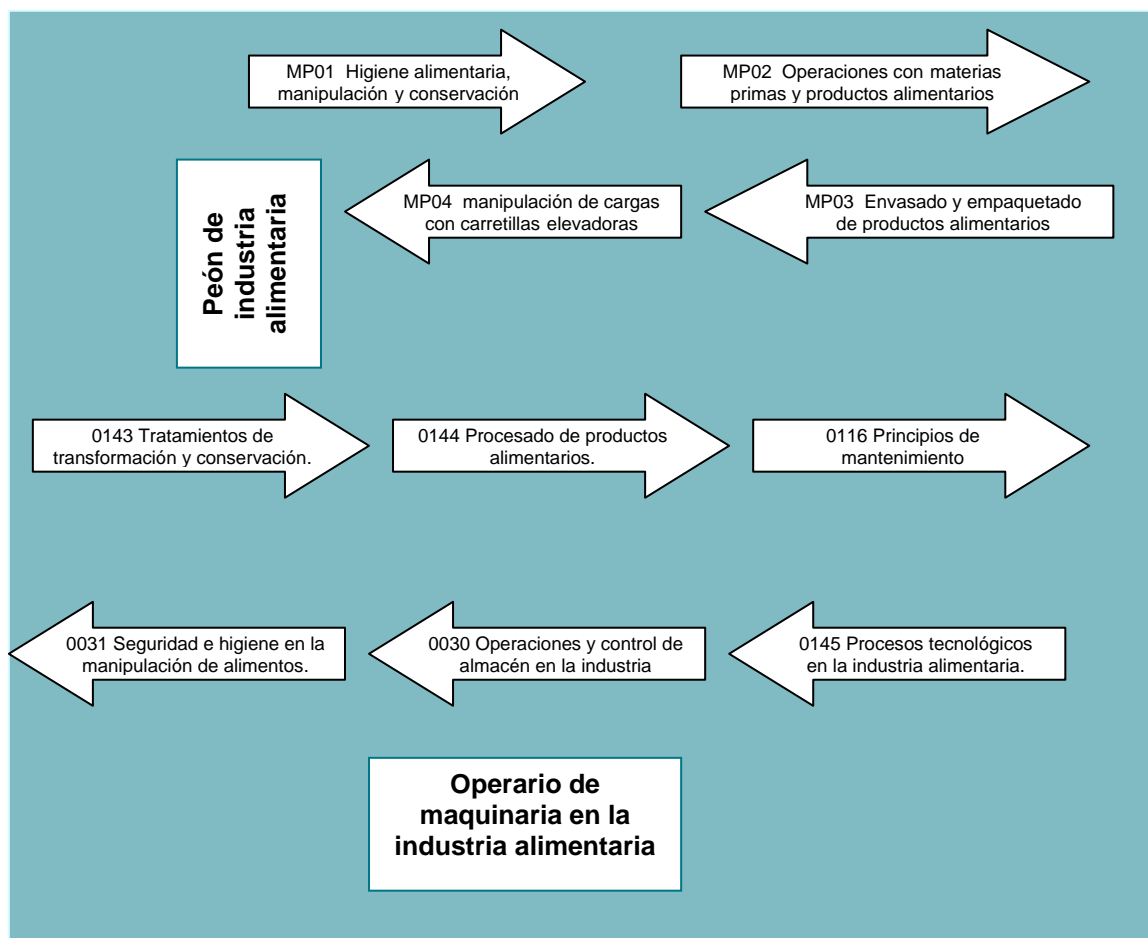 MP01  Higiene alimentaria,
manipulación y conservación
MP02  Operaciones con materias
primas y productos alimentarios
MP04  manipulación de cargas
con carretillas elevadoras
MP03  Envasado y empaquetado
de productos alimentarios
Peón de
industria
alimentaria
0143 Tratamientos de
transformación y conservación.
0144 Procesado de productos
alimentarios.
0116 Principios de
mantenimiento
0031 Seguridad e higiene en la
manipulación de alimentos.
0030 Operaciones y control de
almacén en la industria
0145 Procesos tecnológicos
en la industria alimentaria.
Operario de
maquinaria en la
industria alimentaria